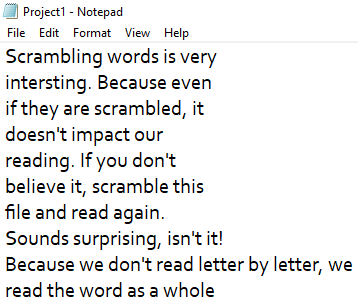 Project1 - Notepad
File Edit Format View Help
Scrambling words is very
intersting. Because even
if they are scrambled, it
doesn't impact our
reading. If you don't
believe it, scramble this
file and read again.
Sounds surprising, isn't it!
Because we don't read letter by letter, we
read the word as a whole